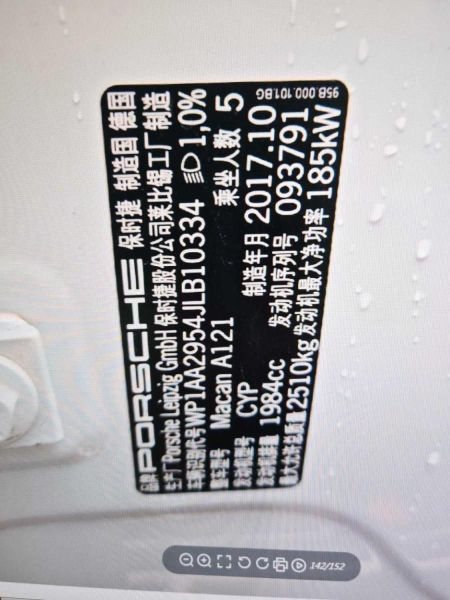 品牌 PORSCHE 保时捷 制造国 德国
生产厂 Porsche Leipzig GmbH 保时捷股份公司莱比锡工厂 制造
车辆识别代号 WP1AA2954JLB10334 1,0%
整车型号 Macan A121 乘坐人数 5
发动机型号 CYP 制造年月 2017.10
发动机排量 1984cc 发动机序列号 093791
最大允许总质量 2510kg 发动机最大净功率 185kW
95B.000.101.BG
142/152